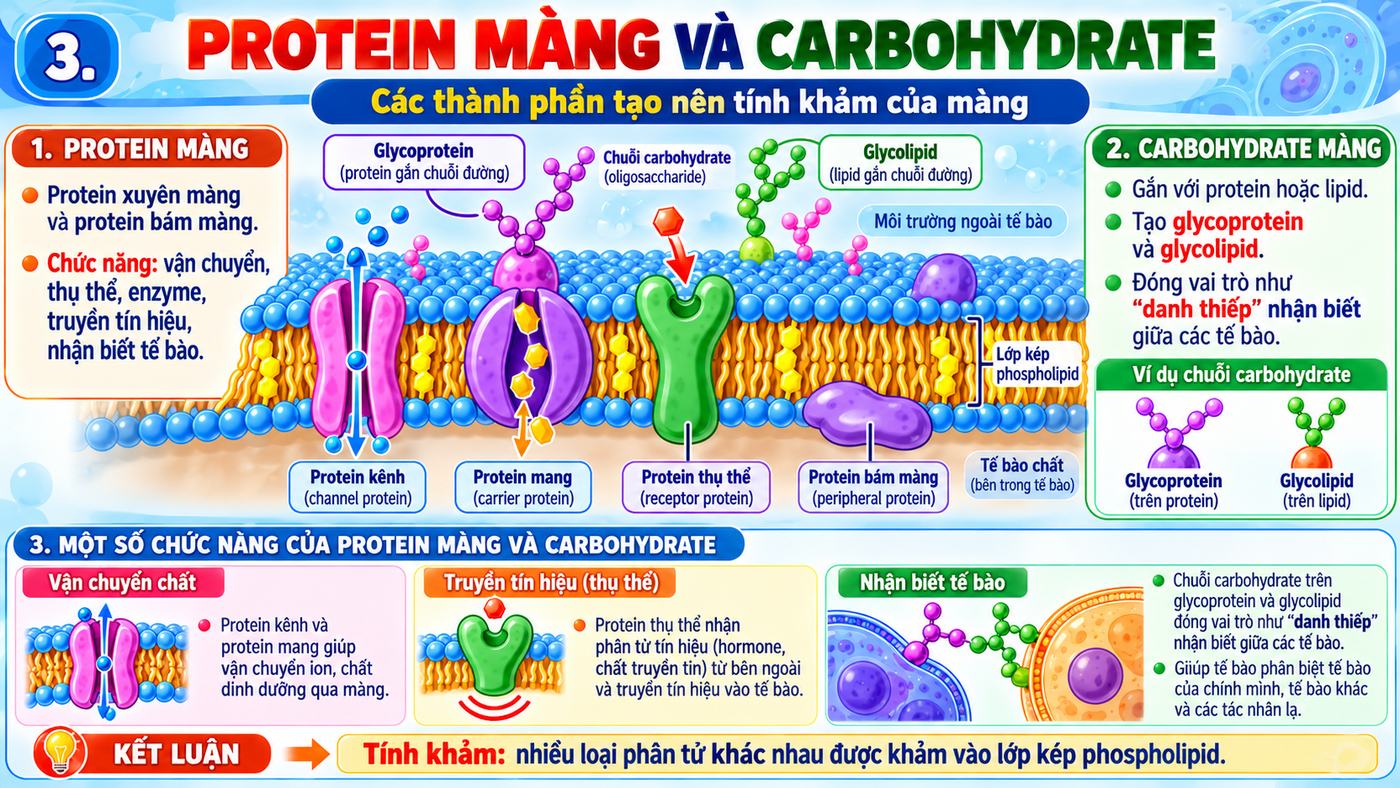 3.
PROTEIN MÀNG VÀ CARBOHYDRATE
Các thành phần tạo nên tính khảm của màng
1. PROTEIN MÀNG
Protein xuyên màng
và protein bám màng.
Chức năng: vận chuyển,
thụ thể, enzyme,
truyền tín hiệu,
nhận biết tế bào.
Glycoprotein
(protein gắn chuỗi đường)
Chuỗi carbohydrate
(oligosaccharide)
Glycolipid
(lipid gắn chuỗi đường)
Môi trường ngoài tế bào
Lớp kép
phospholipid
Protein kênh
(channel protein)
Protein mang
(carrier protein)
Protein thụ thể
(receptor protein)
Protein bám màng
(peripheral protein)
Tế bào chất
(bên trong tế bào)
2. CARBOHYDRATE MÀNG
Gắn với protein hoặc lipid.
Tạo glycoprotein
và glycolipid.
Đóng vai trò như
“danh thiếp” nhận biết
giữa các tế bào.
Ví dụ chuỗi carbohydrate
Glycoprotein
(trên protein)
Glycolipid
(trên lipid)
3. MỘT SỐ CHỨC NĂNG CỦA PROTEIN MÀNG VÀ CARBOHYDRATE
Vận chuyển chất
Protein kênh và
protein mang giúp
vận chuyển ion, chất
dinh dưỡng qua màng.
Truyền tín hiệu (thụ thể)
Protein thụ thể nhận
phân tử tín hiệu (hormone,
chất truyền tin) từ bên ngoài
và truyền tín hiệu vào tế bào.
Nhận biết tế bào
Chuỗi carbohydrate trên
glycoprotein và glycolipid
đóng vai trò như “danh thiếp”
nhận biết giữa các tế bào.
Giúp tế bào phân biệt tế bào
của chính mình, tế bào khác
và các tác nhân lạ.
KẾT LUẬN
Tính khảm: nhiều loại phân tử khác nhau được khảm vào lớp kép phospholipid.